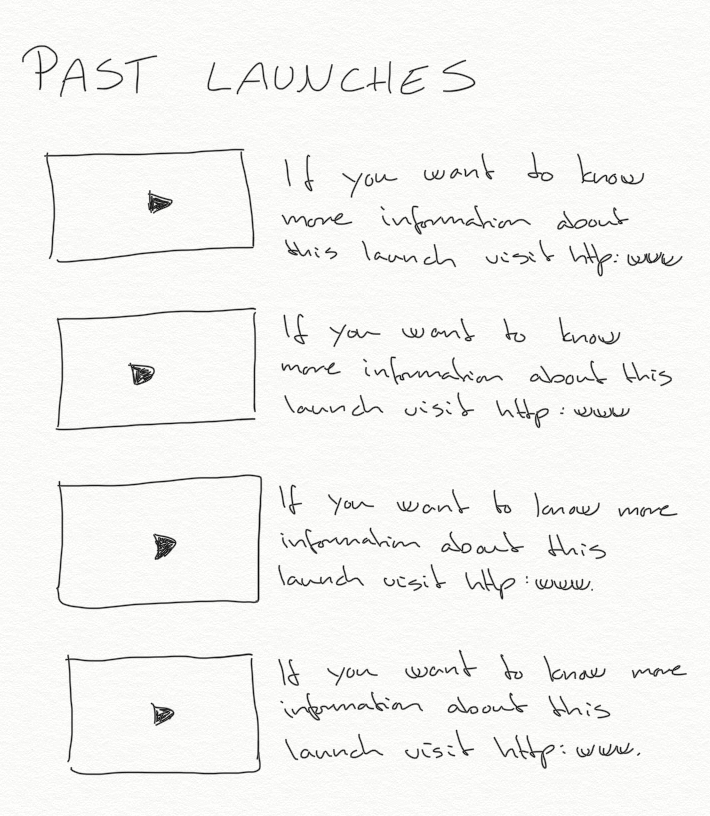 PAST LAUNCHES
If you want to know
more information about
this launch visit http:www
If you want to know
more information about this
launch visit http:www
If you want to know more
information about this
launch visit http:www.
If you want to know more
information about this
launch visit http:www.